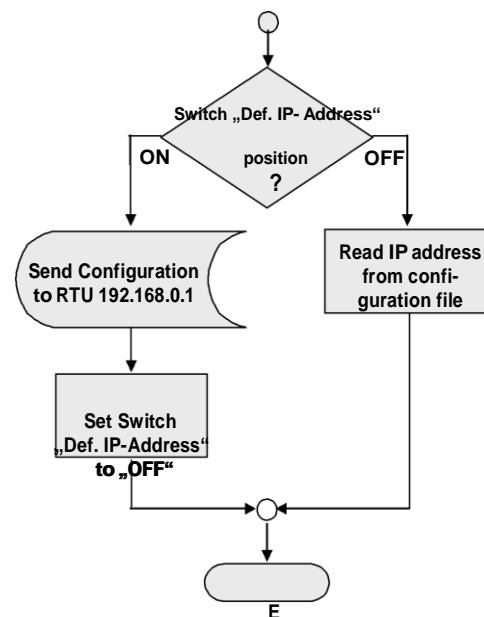 Switch „Def. IP- Address“
position
?
ON
OFF
Send Configuration
to RTU 192.168.0.1
Read IP address
from confi-
guration file
Set Switch
„Def. IP-Address“
to „OFF“
E